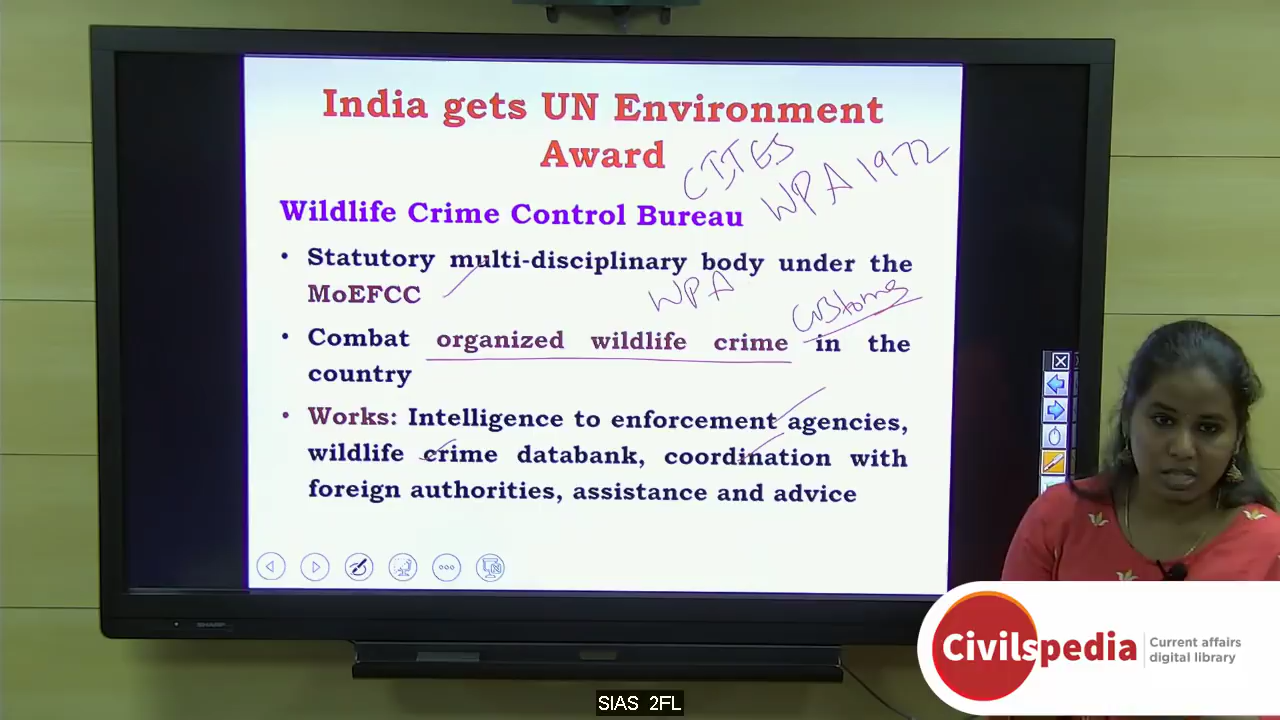 India gets UN Environment
Award
CITES
WPA 1972
Wildlife Crime Control Bureau
• Statutory multi-disciplinary body under the
MoEFCC
WPA
Customs
• Combat organized wildlife crime in the
country
• Works: Intelligence to enforcement agencies,
wildlife crime databank, coordination with
foreign authorities, assistance and advice
SHARP
Civilspedia
Current affairs
digital library
SIAS 2FL